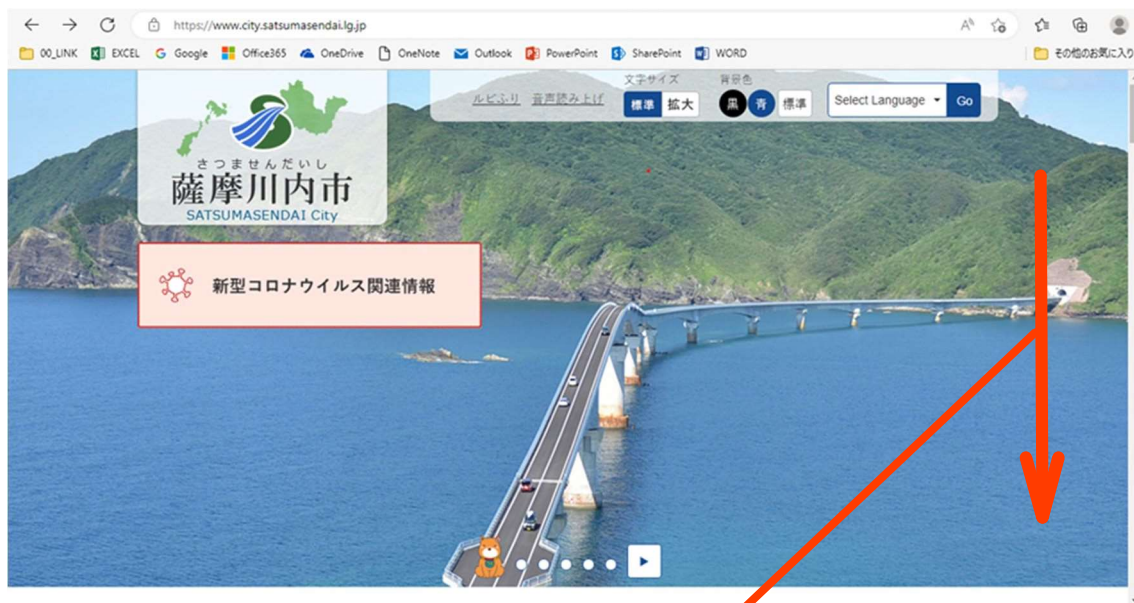 https://www.city.satsumasendai.lg.jp
00_LINK EXCEL Google Office365 OneDrive OneNote Outlook PowerPoint SharePoint WORD その他のお気に入り
文字サイズ 背景色
ルビふり 音声読み上げ 標準 拡大 黒 青 標準 Select Language Go
さつませんだいし
薩摩川内市
SATSUMASENDAI City
新型コロナウイルス関連情報